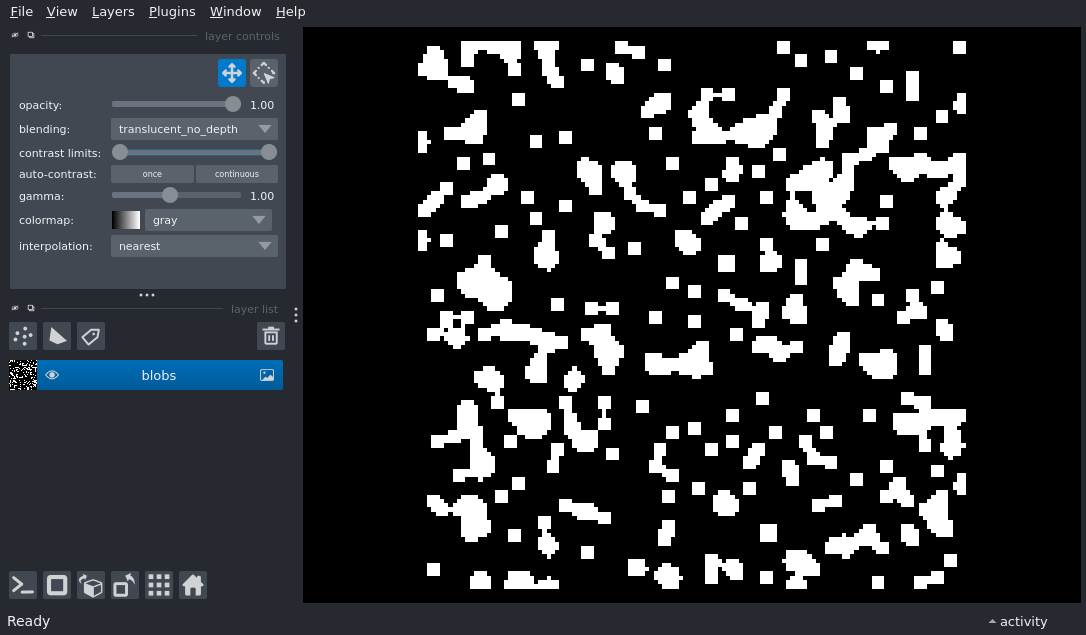 File View Layers Plugins Window Help
layer controls
opacity: 1.00
blending: translucent_no_depth
contrast limits:
auto-contrast: once continuous
gamma: 1.00
colormap: gray
interpolation: nearest
layer list
blobs
Ready activity